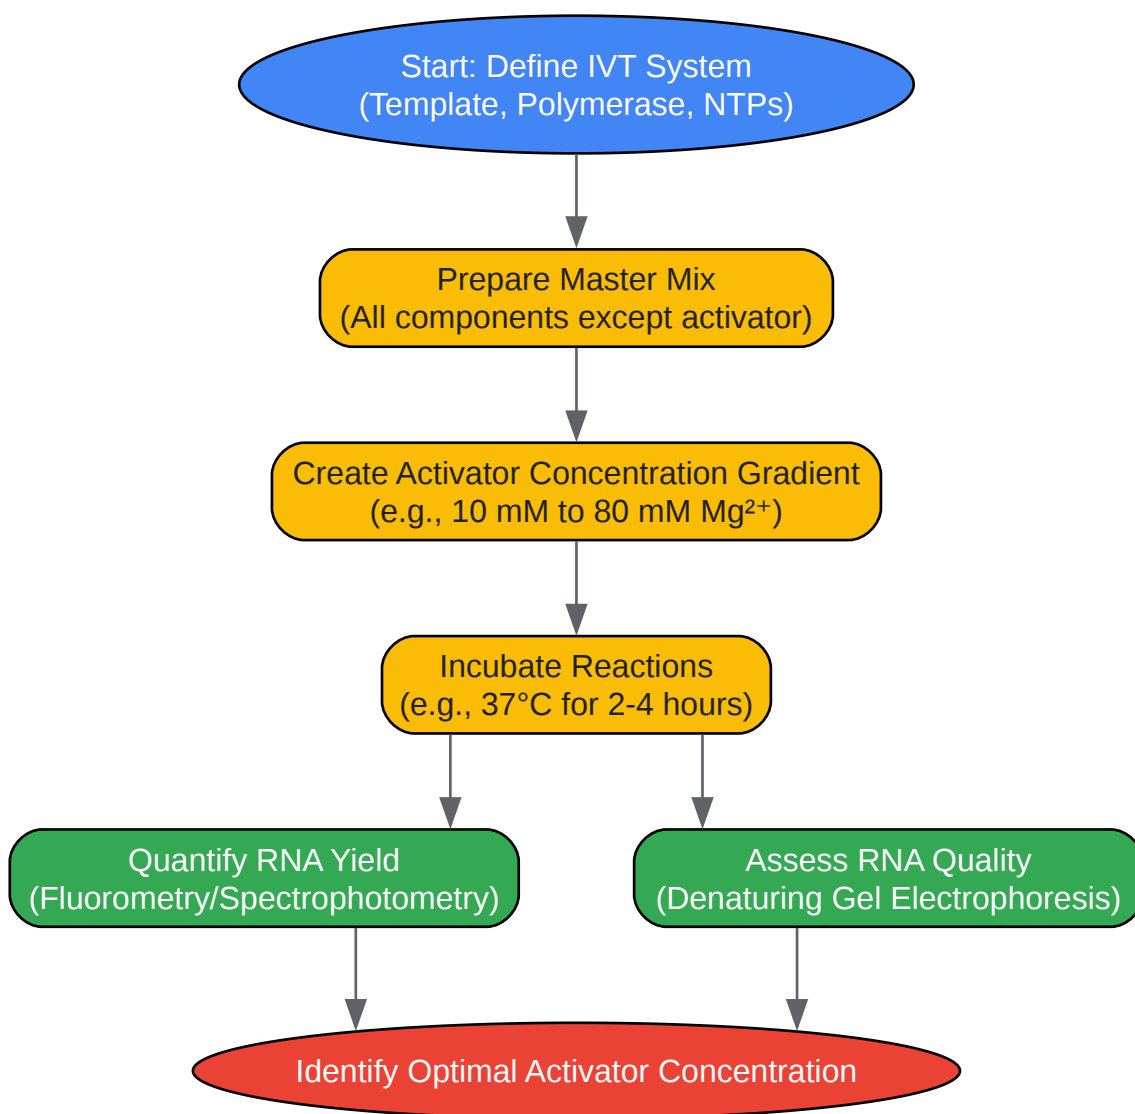 Start: Define IVT System
(Template, Polymerase, NTPs)
Prepare Master Mix
(All components except activator)
Create Activator Concentration Gradient
(e.g., 10 mM to 80 mM Mg²⁺)
Incubate Reactions
(e.g., 37°C for 2-4 hours)
Quantify RNA Yield
(Fluorometry/Spectrophotometry)
Assess RNA Quality
(Denaturing Gel Electrophoresis)
Identify Optimal Activator Concentration